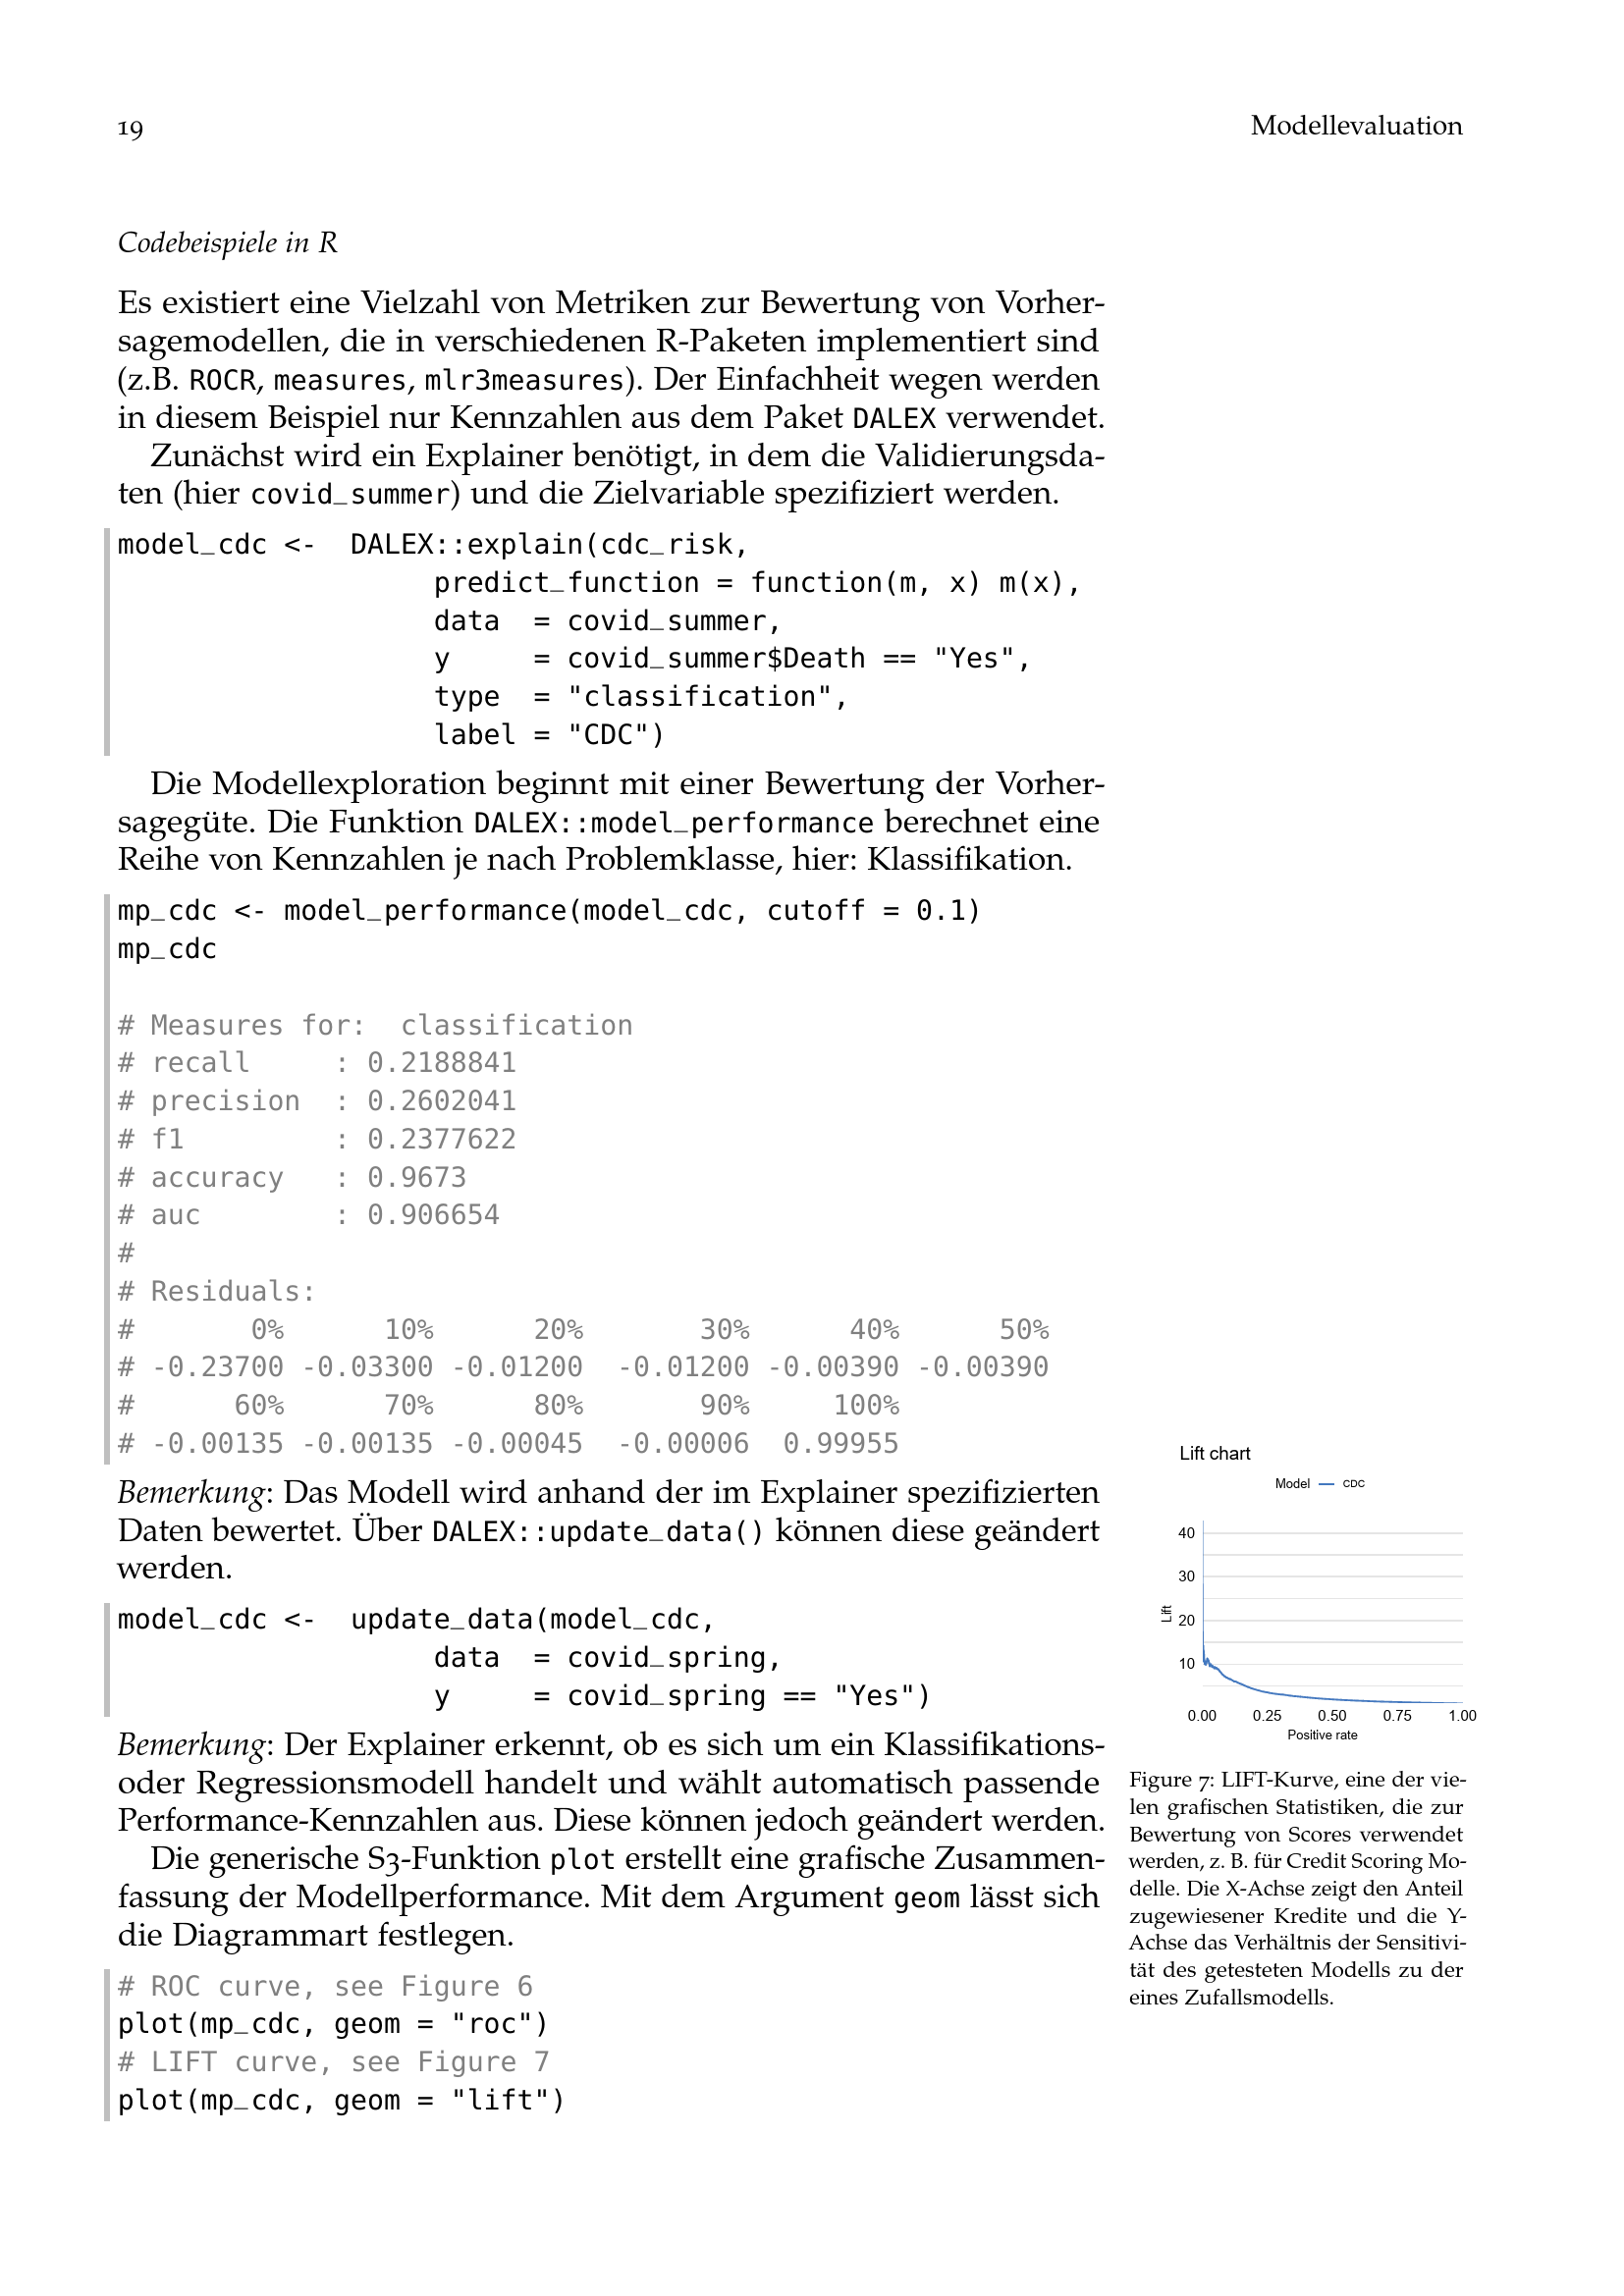 19 Modellevaluation
Codebeispiele in R
Es existiert eine Vielzahl von Metriken zur Bewertung von Vorher-
sagemodellen, die in verschiedenen R-Paketen implementiert sind
(z.B. ROCR, measures, mlr3measures). Der Einfachheit wegen werden
in diesem Beispiel nur Kennzahlen aus dem Paket DALEX verwendet.
Zunächst wird ein Explainer benötigt, in dem die Validierungsda-
ten (hier covid_summer) und die Zielvariable spezifiziert werden.
model_cdc <-  DALEX::explain(cdc_risk,
                   predict_function = function(m, x) m(x),
                   data  = covid_summer,
                   y     = covid_summer$Death == "Yes",
                   type  = "classification",
                   label = "CDC")
Die Modellexploration beginnt mit einer Bewertung der Vorher-
sagegüte. Die Funktion DALEX::model_performance berechnet eine
Reihe von Kennzahlen je nach Problemklasse, hier: Klassifikation.
mp_cdc <- model_performance(model_cdc, cutoff = 0.1)
mp_cdc
# Measures for:  classification
# recall     : 0.2188841
# precision  : 0.2602041
# f1         : 0.2377622
# accuracy   : 0.9673
# auc        : 0.906654
#
# Residuals:
#       0%      10%      20%       30%      40%      50%
# -0.23700 -0.03300 -0.01200  -0.01200 -0.00390 -0.00390
#      60%      70%      80%       90%     100%
# -0.00135 -0.00135 -0.00045  -0.00006  0.99955
Bemerkung: Das Modell wird anhand der im Explainer spezifizierten
Daten bewertet. Über DALEX::update_data() können diese geändert
werden.
model_cdc <-  update_data(model_cdc,
                   data  = covid_spring,
                   y     = covid_spring == "Yes")
Bemerkung: Der Explainer erkennt, ob es sich um ein Klassifikations-
oder Regressionsmodell handelt und wählt automatisch passende
Performance-Kennzahlen aus. Diese können jedoch geändert werden.
Die generische S3-Funktion plot erstellt eine grafische Zusammen-
fassung der Modellperformance. Mit dem Argument geom lässt sich
die Diagrammart festlegen.
# ROC curve, see Figure 6
plot(mp_cdc, geom = "roc")
# LIFT curve, see Figure 7
plot(mp_cdc, geom = "lift")
Lift chart
Model CDC
40
30
20
10
Lift
0.00 0.25 0.50 0.75 1.00
Positive rate
Figure 7: LIFT-Kurve, eine der vie-
len grafischen Statistiken, die zur
Bewertung von Scores verwendet
werden, z. B. für Credit Scoring Mo-
delle. Die X-Achse zeigt den Anteil
zugewiesener Kredite und die Y-
Achse das Verhältnis der Sensitivi-
tät des getesteten Modells zu der
eines Zufallsmodells.